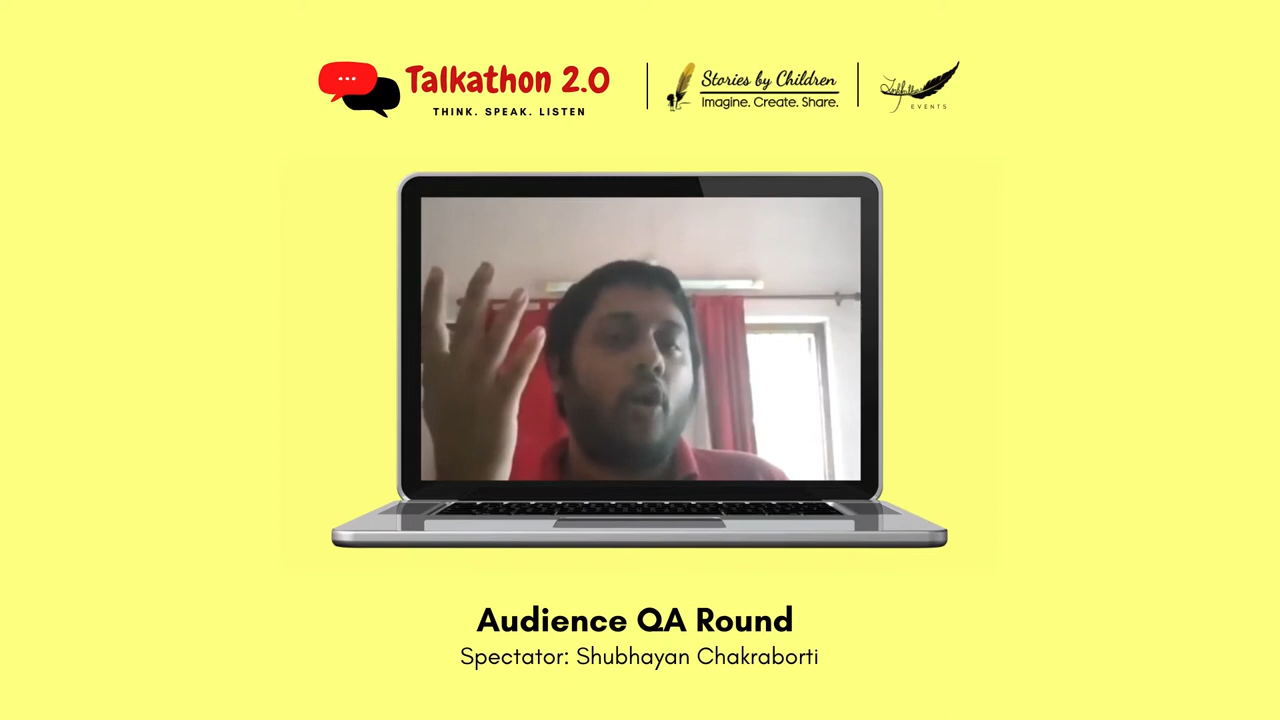 Talkathon 2.0
THINK. SPEAK. LISTEN
Stories by Children
Imagine. Create. Share.
EVENTS
Audience QA Round
Spectator: Shubhayan Chakraborti